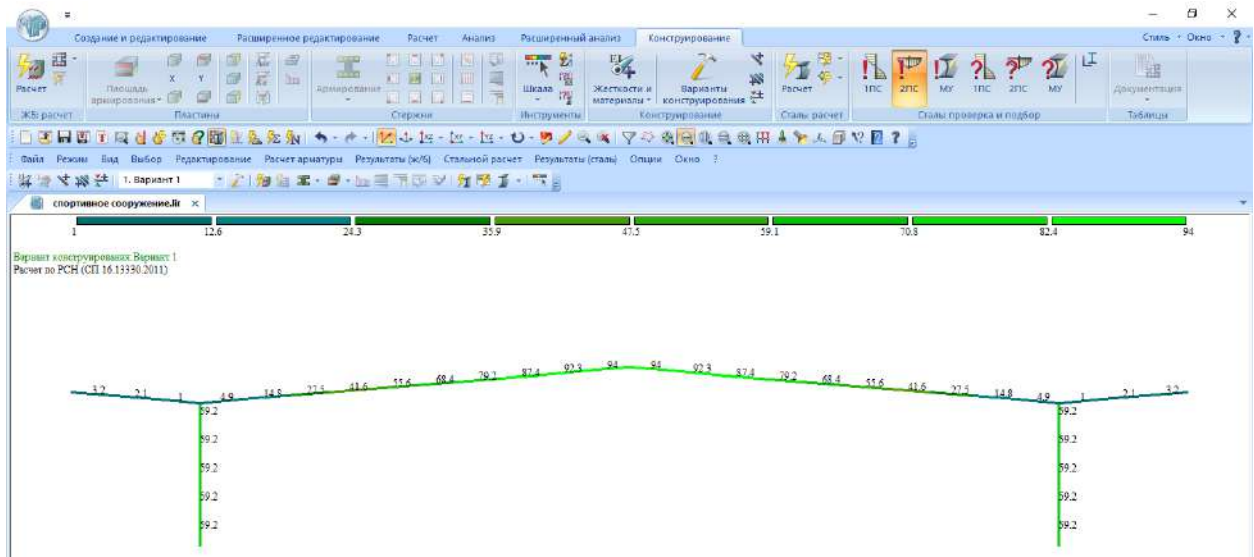 Создание и редактирование Расширенное редактирование Расчет Анализ Расширенный анализ Конструирование Стиль Окно ?
Расчет Площадь армирования X Y Армирование Шкала Жесткости и материалы Варианты конструирования Расчет 1ПС 2ПС МУ 1ПС 2ПС МУ Документация
ЖБ: расчет Пластины Стержни Инструменты Конструирование Сталь: расчет Сталь: проверка и подбор Таблицы
Файл Режим Вид Выбор Редактирование Расчет арматуры Результаты (ж/б) Стальной расчет Результаты (сталь) Опции Окно ?
1. Вариант 1
спортивное сооружение.lir
1 12.6 24.3 35.9 47.5 59.1 70.8 82.4 94
Вариант конструирования: Вариант 1
Расчет по РСН (СП 16.13330.2011)
3.2 2.1 1 4.9 14.8 27.5 41.6 55.6 68.4 79.2 87.4 92.3 94 94 92.3 87.4 79.2 68.4 55.6 41.6 27.5 14.8 4.9 1 2.1 3.2
59.2 59.2
59.2 59.2
59.2 59.2
59.2 59.2
59.2 59.2